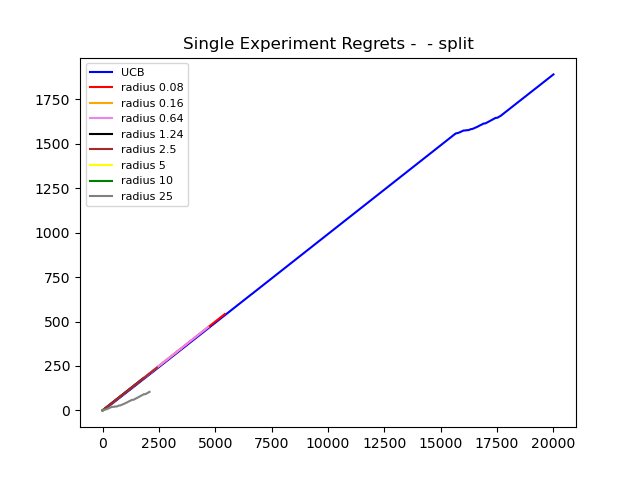 Single Experiment Regrets -  - split
UCB
radius 0.08
radius 0.16
radius 0.64
radius 1.24
radius 2.5
radius 5
radius 10
radius 25
1750
1500
1250
1000
750
500
250
0
0 2500 5000 7500 10000 12500 15000 17500 20000